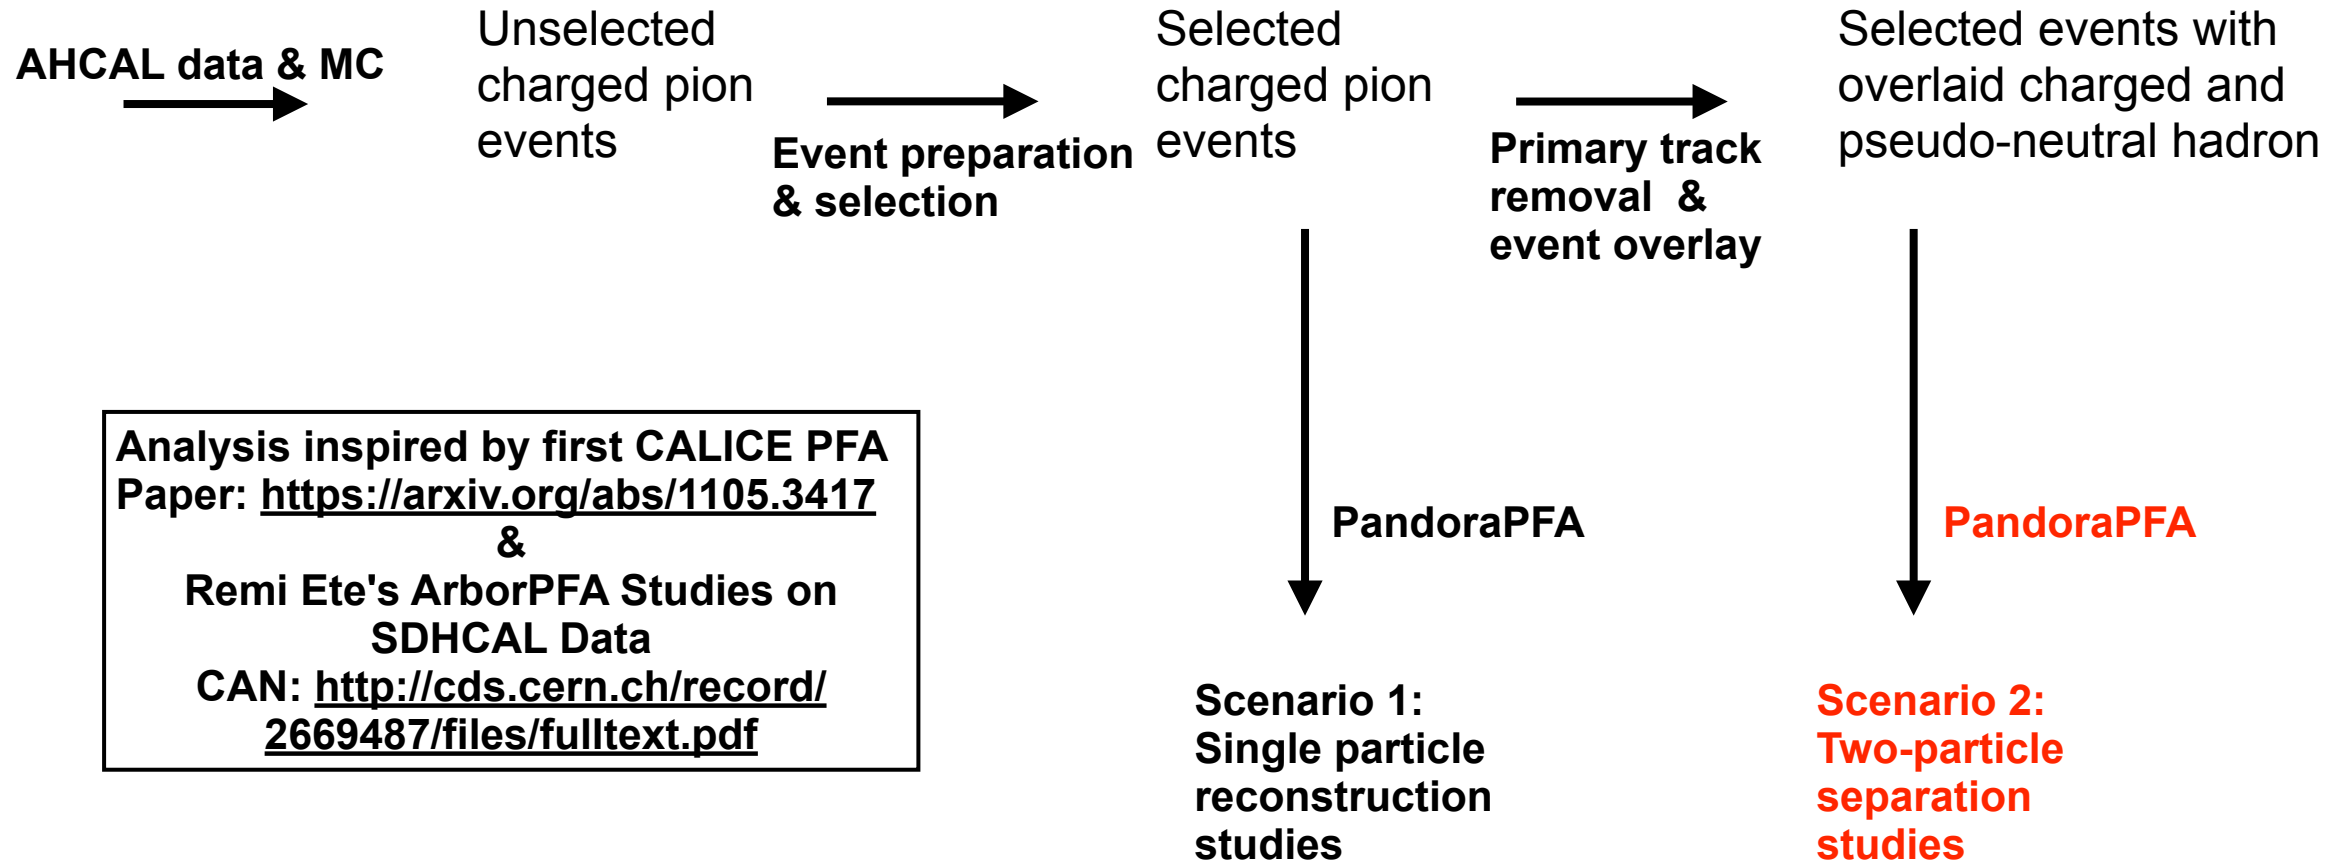 AHCAL data & MC
Unselected
charged pion
events
Event preparation
& selection
Selected
charged pion
events
Primary track
removal &
event overlay
Selected events with
overlaid charged and
pseudo-neutral hadron
Analysis inspired by first CALICE PFA
Paper: https://arxiv.org/abs/1105.3417
&
Remi Ete's ArborPFA Studies on
SDHCAL Data
CAN: http://cds.cern.ch/record/
2669487/files/fulltext.pdf
PandoraPFA
PandoraPFA
Scenario 1:
Single particle
reconstruction
studies
Scenario 2:
Two-particle
separation
studies